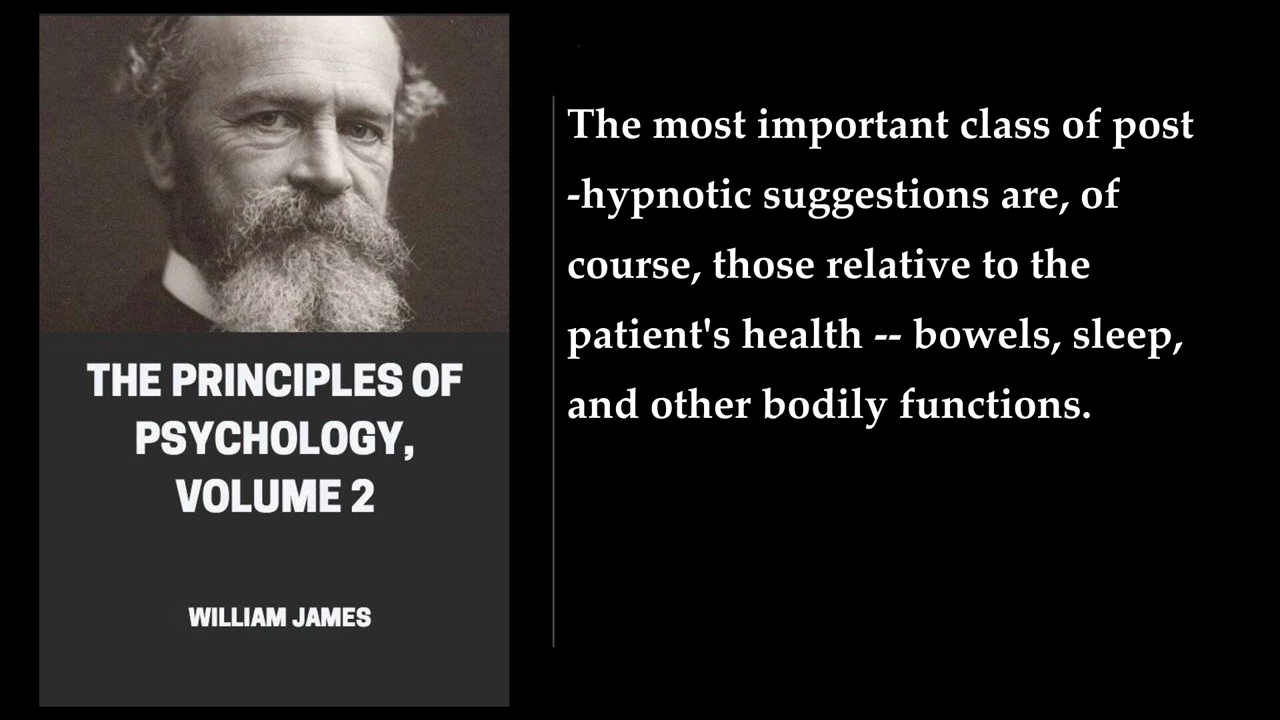 THE PRINCIPLES OF
PSYCHOLOGY,
VOLUME 2
WILLIAM JAMES
The most important class of post
-hypnotic suggestions are, of
course, those relative to the
patient's health -- bowels, sleep,
and other bodily functions.